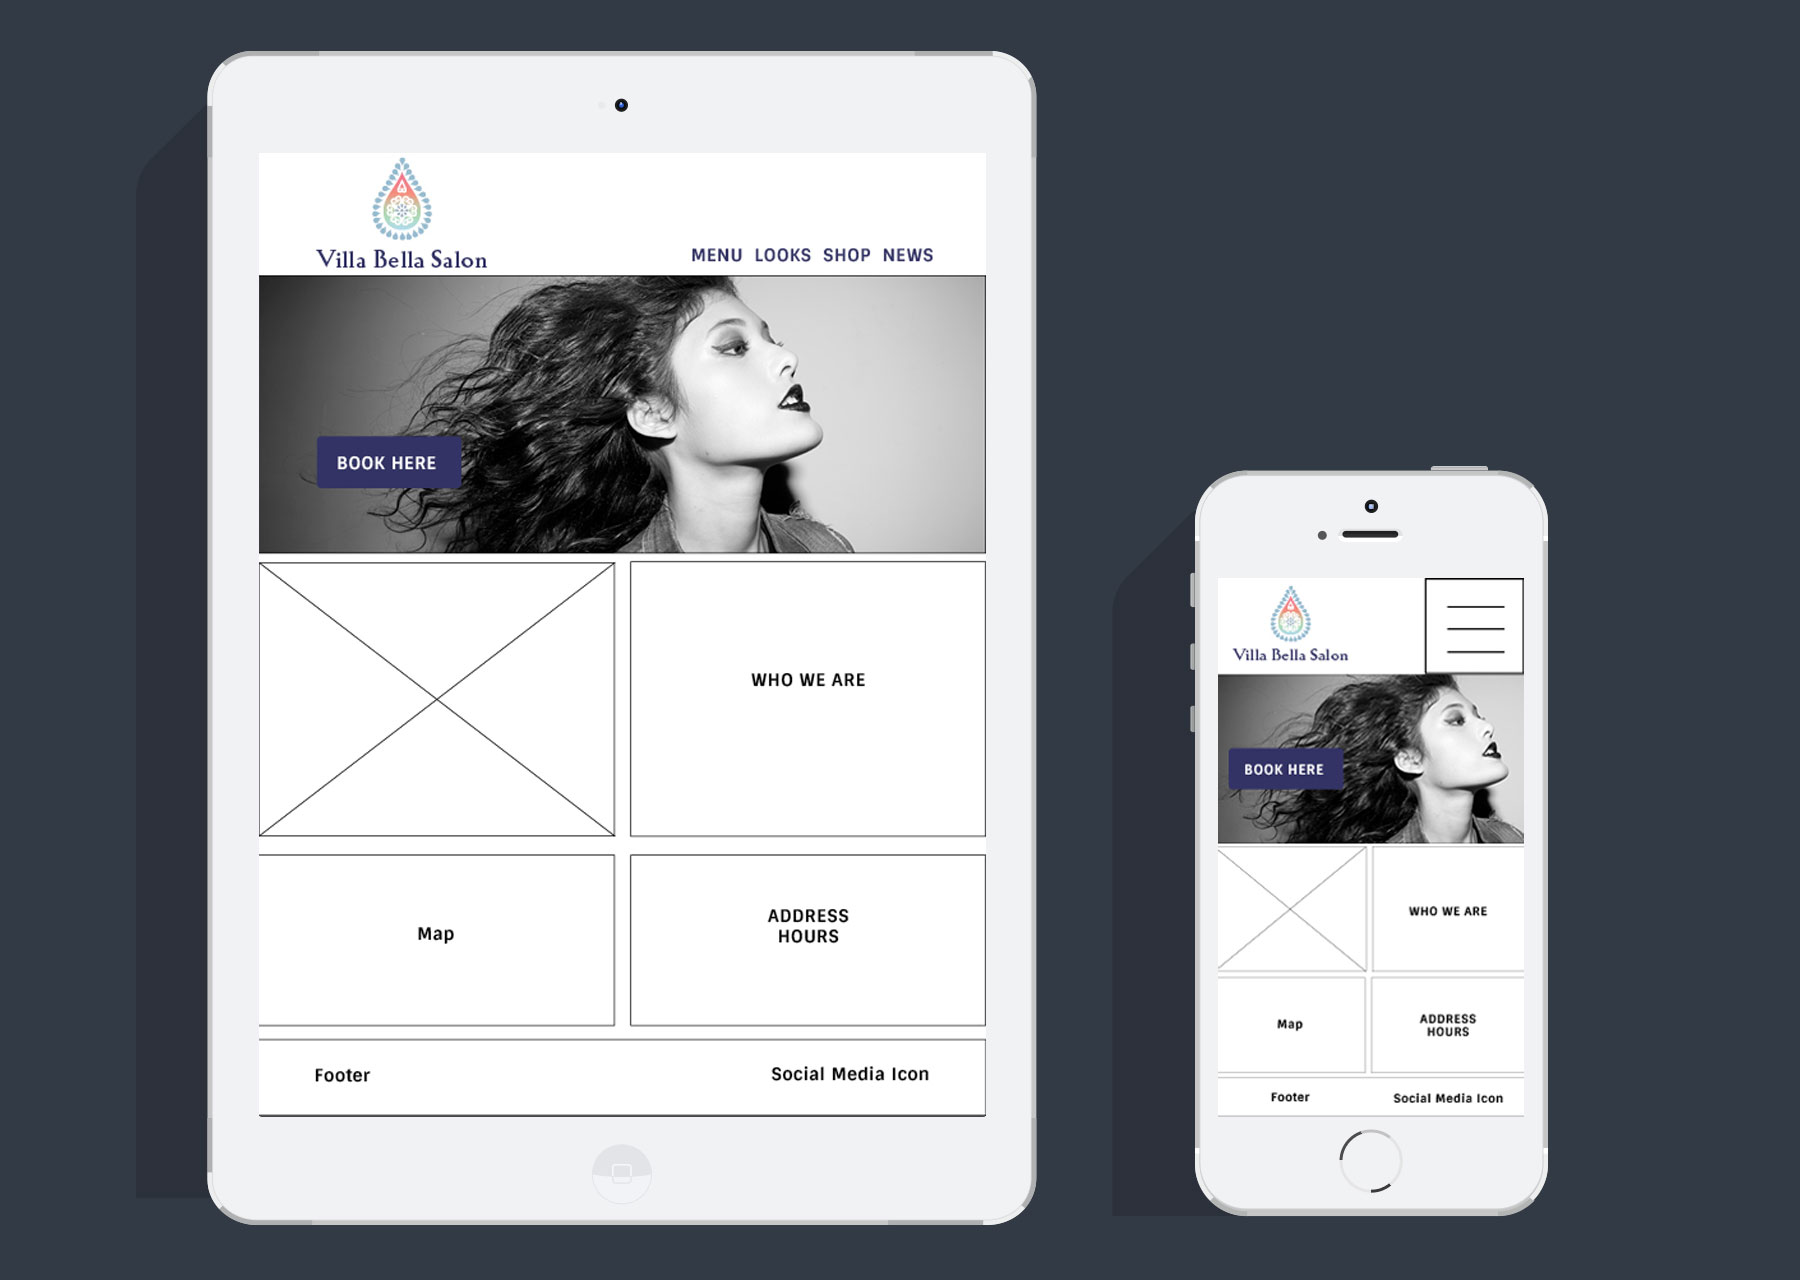 Villa Bella Salon
MENU LOOKS SHOP NEWS
BOOK HERE
WHO WE ARE
Map
ADDRESS
HOURS
Footer
Social Media Icon
Villa Bella Salon
BOOK HERE
WHO WE ARE
Map
ADDRESS
HOURS
Footer
Social Media Icon